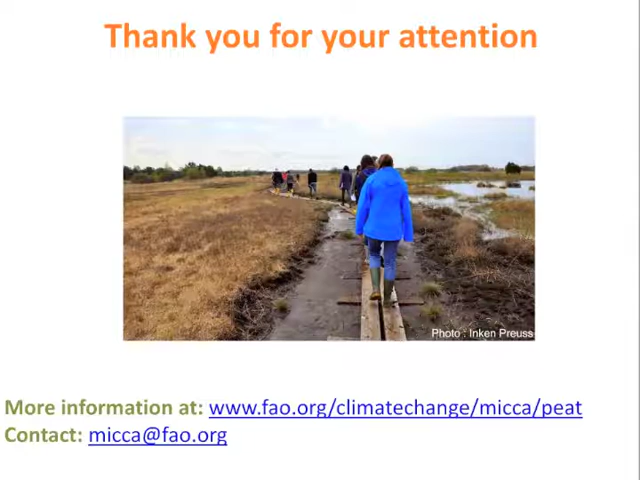 Thank you for your attention
Photo : Inken Preuss
More information at: www.fao.org/climatechange/micca/peat
Contact: micca@fao.org